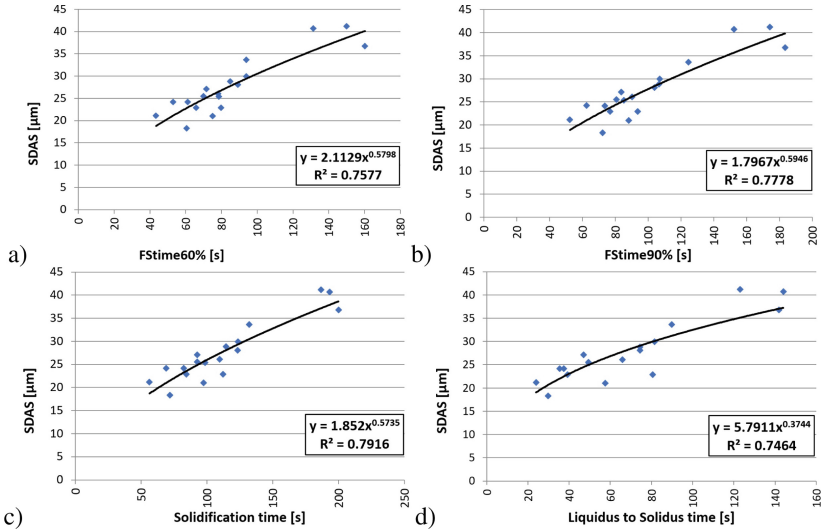 45
40
35
30
25
20
15
10
5
0
SDAS [µm]
y = 2.1129x^0.5798
R² = 0.7577
0 20 40 60 80 100 120 140 160 180
a) FStime60% [s]
45
40
35
30
25
20
15
10
5
0
SDAS [µm]
y = 1.7967x^0.5946
R² = 0.7778
0 20 40 60 80 100 120 140 160 180 200
b) FStime90% [s]
45
40
35
30
25
20
15
10
5
0
SDAS [µm]
y = 1.852x^0.5735
R² = 0.7916
50 100 150 200 250
c) Solidification time [s]
45
40
35
30
25
20
15
10
5
0
SDAS [µm]
y = 5.7911x^0.3744
R² = 0.7464
0 20 40 60 80 100 120 140 160
d) Liquidus to Solidus time [s]